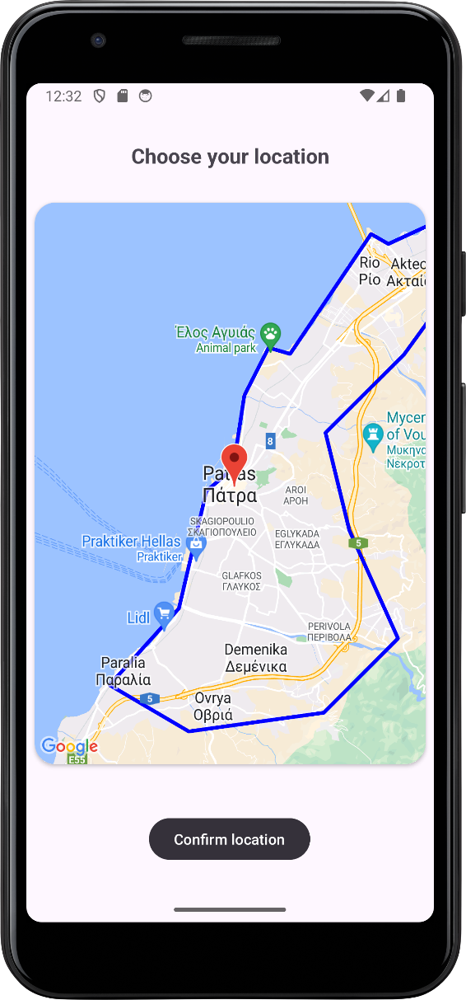 12:32
Choose your location
Rio
Ρίο
Aktec
Ακταίο
Έλος Αγυιάς
Animal park
8
Mycen
of Vou
Μυκηνα
Νεκροτ
Patras
Πάτρα
AROI
ΑΡΟΗ
SKAGIOPOULIO
ΣΚΑΓΙΟΠΟΥΛΕΙΟ
EGLYKADA
ΕΓΛΥΚΑΔΑ
Praktiker Hellas
Praktiker
5
GLAFKOS
ΓΛΑΥΚΟΣ
Lidl
PERIVOLA
ΠΕΡΙΒΟΛΑ
Demenika
Δεμένικα
Paralia
Παραλία
5
Ovrya
Οβριά
Google
E55
Confirm location